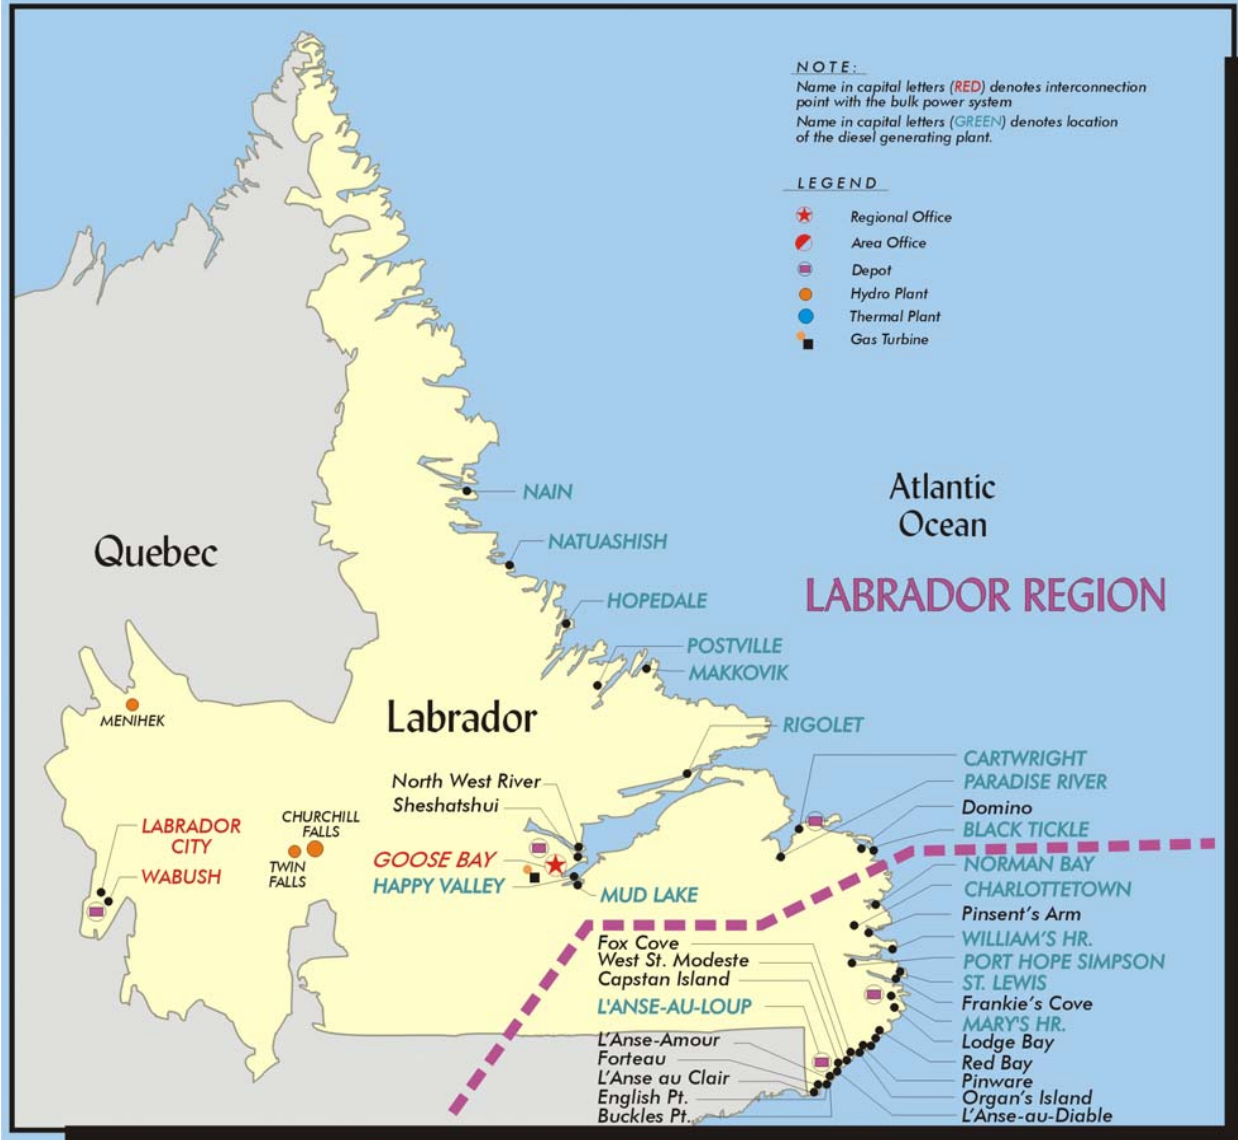 NOTE:
Name in capital letters (RED) denotes interconnection
point with the bulk power system
Name in capital letters (GREEN) denotes location
of the diesel generating plant.
LEGEND
Regional Office
Area Office
Depot
Hydro Plant
Thermal Plant
Gas Turbine
Atlantic
Ocean
LABRADOR REGION
Quebec
Labrador
NAIN
NATUASHISH
HOPEDALE
POSTVILLE
MAKKOVIK
RIGOLET
MENIHEK
LABRADOR
CITY
WABUSH
CHURCHILL
FALLS
TWIN
FALLS
North West River
Sheshatshui
GOOSE BAY
HAPPY VALLEY
MUD LAKE
CARTWRIGHT
PARADISE RIVER
Domino
BLACK TICKLE
NORMAN BAY
CHARLOTTETOWN
Pinsent's Arm
WILLIAM'S HR.
PORT HOPE SIMPSON
ST. LEWIS
Frankie's Cove
MARY'S HR.
Lodge Bay
Red Bay
Pinware
Organ's Island
L'Anse-au-Diable
Fox Cove
West St. Modeste
Capstan Island
L'ANSE-AU-LOUP
L'Anse-Amour
Forteau
L'Anse au Clair
English Pt.
Buckles Pt.